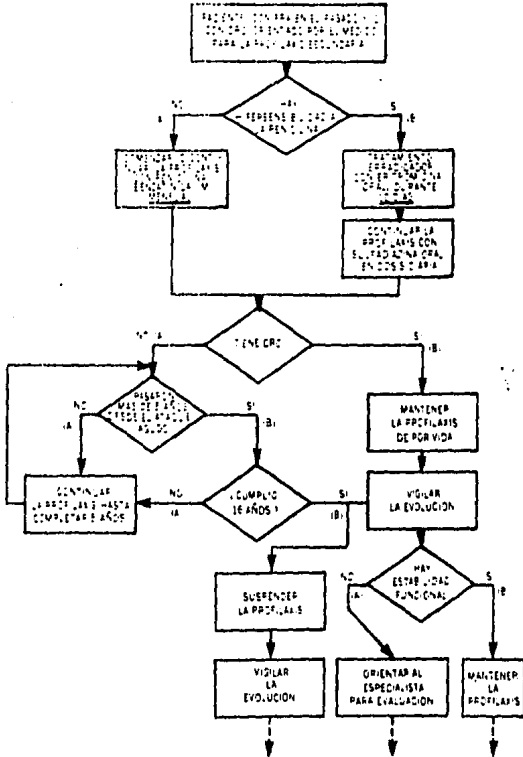 PACIENTE CON FRA EN EL PASADO Y
CON CRC ORIENTADO POR EL MEDICO
PARA LA PROFILAXIS SECUNDARIA
HAY
HIPERSENSIBILIDAD A
LA PENICILINA
NO
(A
SI
(B
TRATAMIENTO
ERRADICADOR
CON ERITROMICINA
ORAL DURANTE
CONTINUAR LA
PROFILAXIS CON
SULFADIAZINA ORAL
EN DOSIS DIARIA
TIENE CRC
NO (A
SI
(B)
PASARON
MAS DE 5 AÑOS
DESDE EL ATAQUE
AGUDO
NO
(A
SI
(B)
MANTENER
LA PROFILAXIS
DE POR VIDA
CONTINUAR
LA PROFILAXIS HASTA
COMPLETAR 5 AÑOS
NO
(A
¿ CUMPLIO
16 AÑOS ?
SI
(B)
VIGILAR
LA EVOLUCION
SUSPENDER
LA PROFILAXIS
NO
(A)
HAY
ESTABILIDAD
FUNCIONAL
S
(B
VIGILAR
LA
EVOLUCION
ORIENTAR AL
ESPECIALISTA
PARA EVALUACION
MANTENER
LA
PROFILAXIS